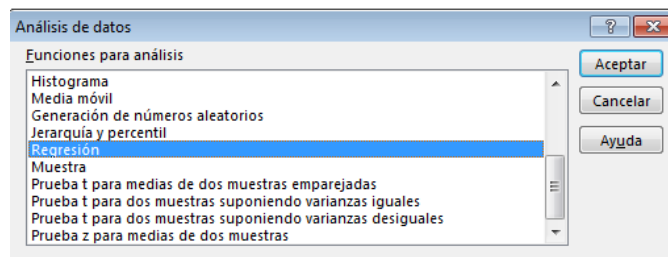 Análisis de datos
Funciones para análisis
Histograma
Media móvil
Generación de números aleatorios
Jerarquía y percentil
Regresión
Muestra
Prueba t para medias de dos muestras emparejadas
Prueba t para dos muestras suponiendo varianzas iguales
Prueba t para dos muestras suponiendo varianzas desiguales
Prueba z para medias de dos muestras
Aceptar
Cancelar
Ayuda